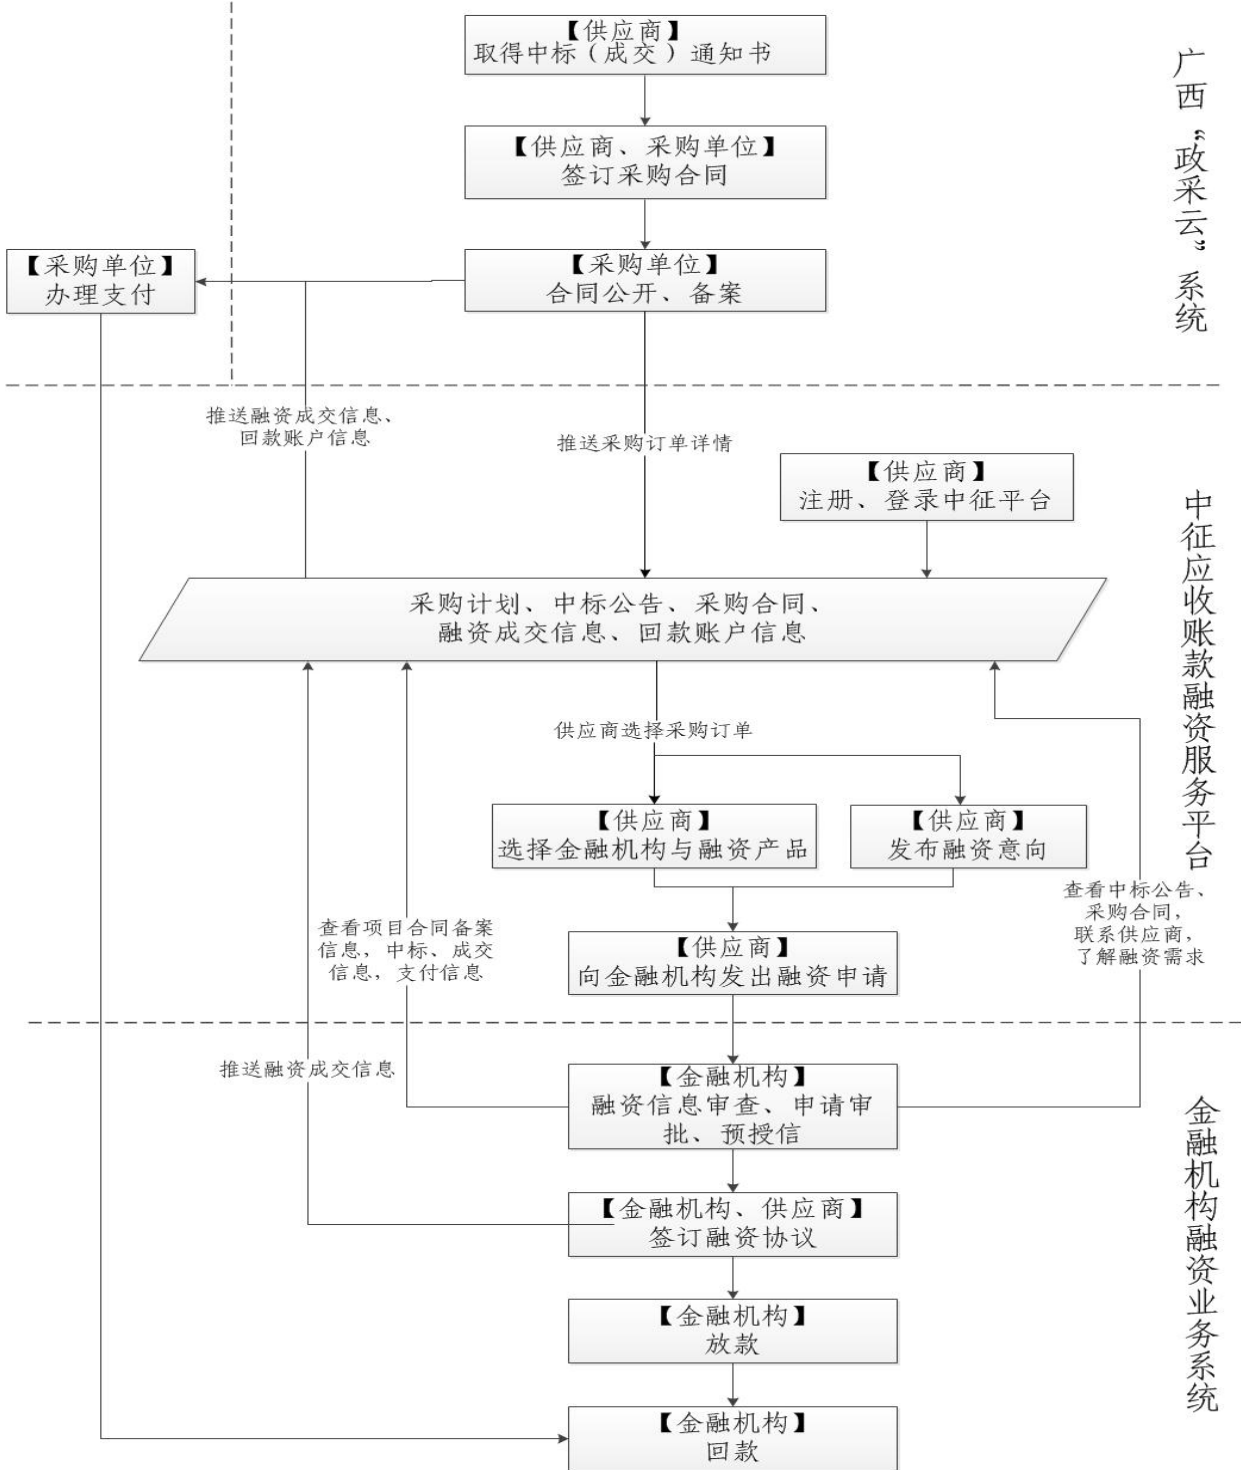 【供应商】
取得中标（成交）通知书
广西“政采云”系统
【供应商、采购单位】
签订采购合同
【采购单位】
办理支付
【采购单位】
合同公开、备案
推送融资成交信息、
回款账户信息
推送采购订单详情
【供应商】
注册、登录中征平台
中征应收账款融资服务平台
采购计划、中标公告、采购合同、
融资成交信息、回款账户信息
供应商选择采购订单
【供应商】
选择金融机构与融资产品
【供应商】
发布融资意向
查看中标公告、
采购合同，
联系供应商，
了解融资需求
查看项目合同备案
信息，中标、成交
信息，支付信息
【供应商】
向金融机构发出融资申请
推送融资成交信息
【金融机构】
融资信息审查、申请审
批、预授信
金融机构融资业务系统
【金融机构、供应商】
签订融资协议
【金融机构】
放款
【金融机构】
回款